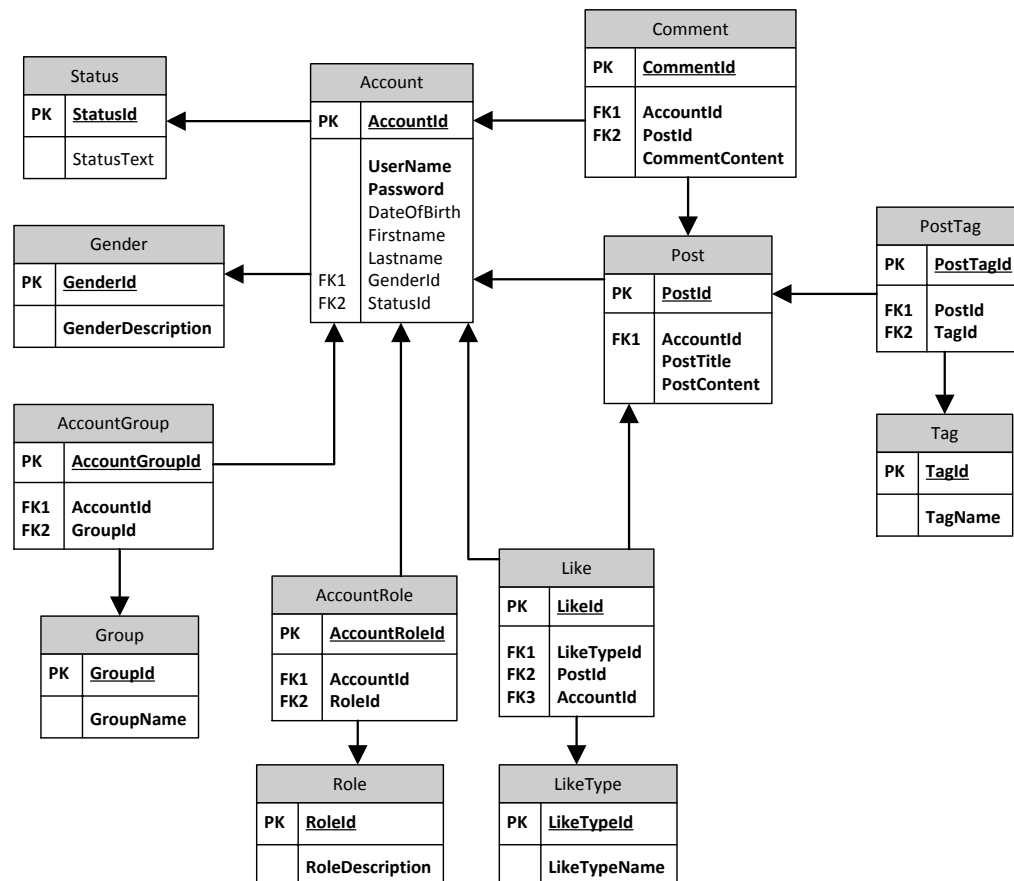 Comment
PK CommentId
FK1 AccountId
FK2 PostId
CommentContent
Status
PK StatusId
StatusText
Account
PK AccountId
UserName
Password
DateOfBirth
Firstname
Lastname
FK1 GenderId
FK2 StatusId
Gender
PK GenderId
GenderDescription
Post
PK PostId
FK1 AccountId
PostTitle
PostContent
PostTag
PK PostTagId
FK1 PostId
FK2 TagId
AccountGroup
PK AccountGroupId
FK1 AccountId
FK2 GroupId
Tag
PK TagId
TagName
Group
PK GroupId
GroupName
AccountRole
PK AccountRoleId
FK1 AccountId
FK2 RoleId
Like
PK LikeId
FK1 LikeTypeId
FK2 PostId
FK3 AccountId
Role
PK RoleId
RoleDescription
LikeType
PK LikeTypeId
LikeTypeName